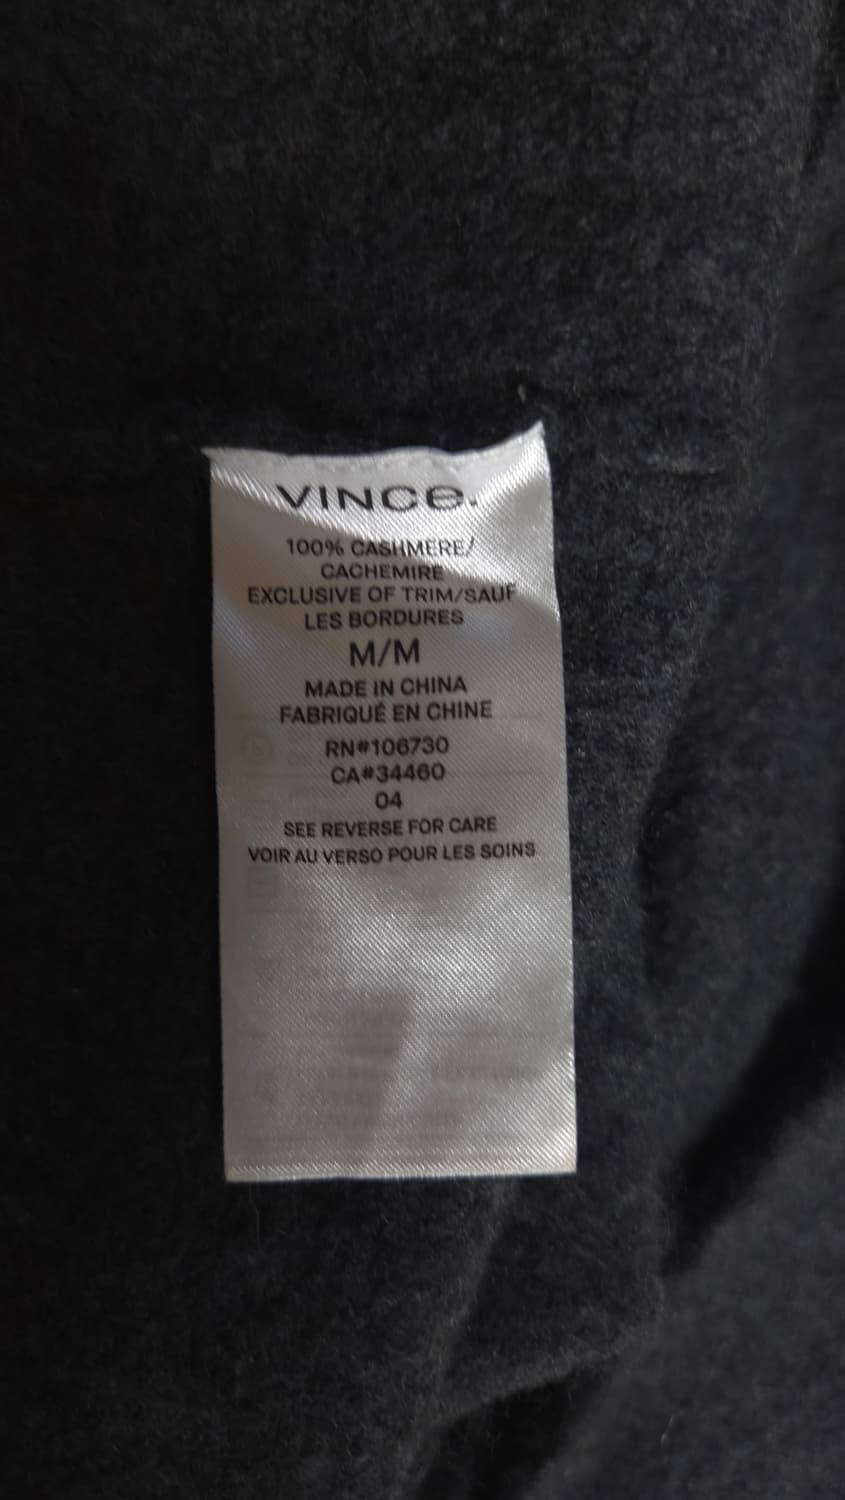 VINCE.
100% CASHMERE/
CACHEMIRE
EXCLUSIVE OF TRIM/SAUF
LES BORDURES
M/M
MADE IN CHINA
FABRIQUÉ EN CHINE
RN#106730
CA#34460
04
SEE REVERSE FOR CARE
VOIR AU VERSO POUR LES SOINS